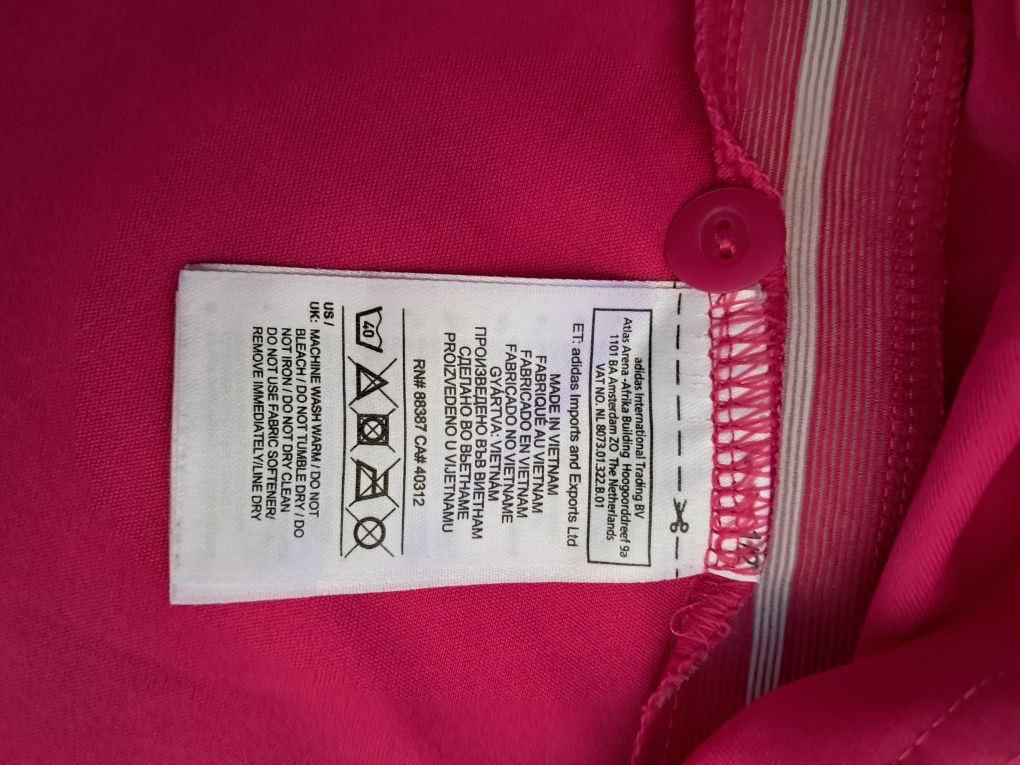 adidas International Trading BV
Atlas Arena -Afrika Building Hoogoorddreef 9a
1101 BA Amsterdam ZO The Netherlands
VAT NO. NL 8073.01.322.B.01
ET: adidas Imports and Exports Ltd
MADE IN VIETNAM
FABRIQUÉ AU VIETNAM
FABRICADO EN VIETNAM
FABRICADO NO VIETNAME
GYÁRTVA: VIETNÁM
ПРОИЗВЕДЕНО ВЪВ ВИЕТНАМ
СДЕЛАНО ВО ВЬЕТНАМЕ
PROIZVEDENO U VIJETNAMU
RN# 88387 CA# 40312
40
US /
UK: MACHINE WASH WARM / DO NOT
BLEACH / DO NOT TUMBLE DRY / DO
NOT IRON / DO NOT DRY CLEAN
DO NOT USE FABRIC SOFTENER/
REMOVE IMMEDIATELY/LINE DRY